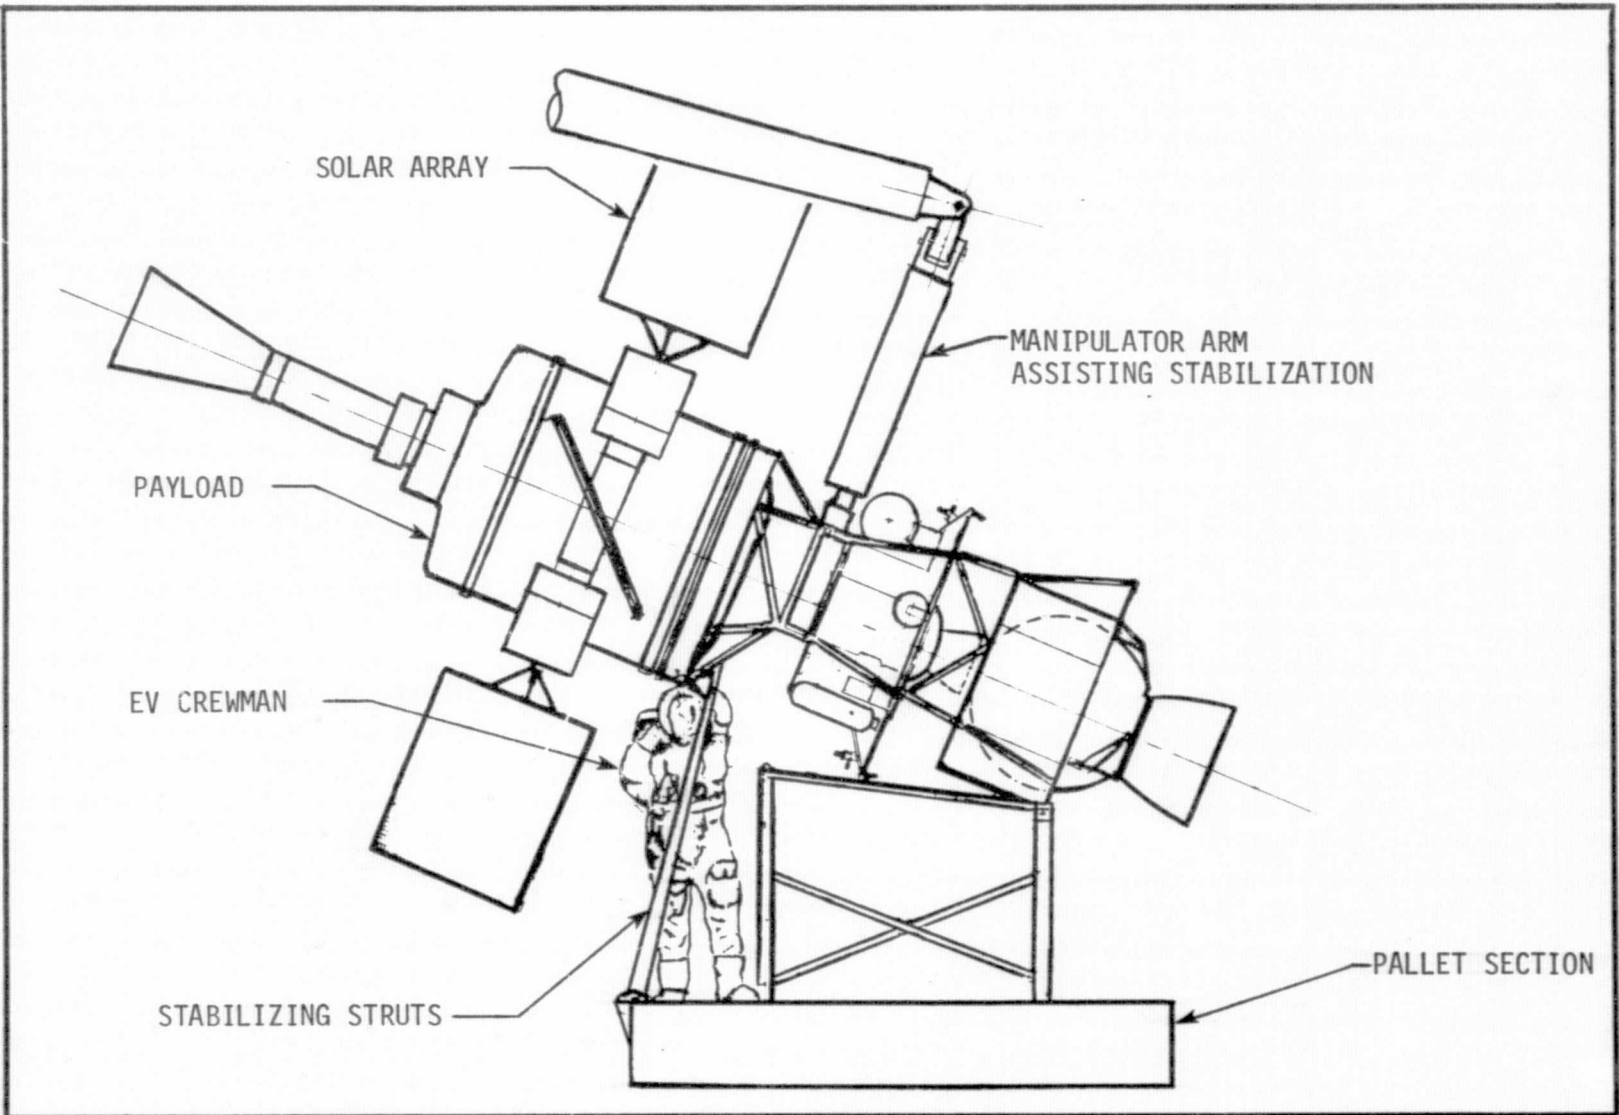 SOLAR ARRAY
MANIPULATOR ARM
ASSISTING STABILIZATION
PAYLOAD
EV CREWMAN
PALLET SECTION
STABILIZING STRUTS